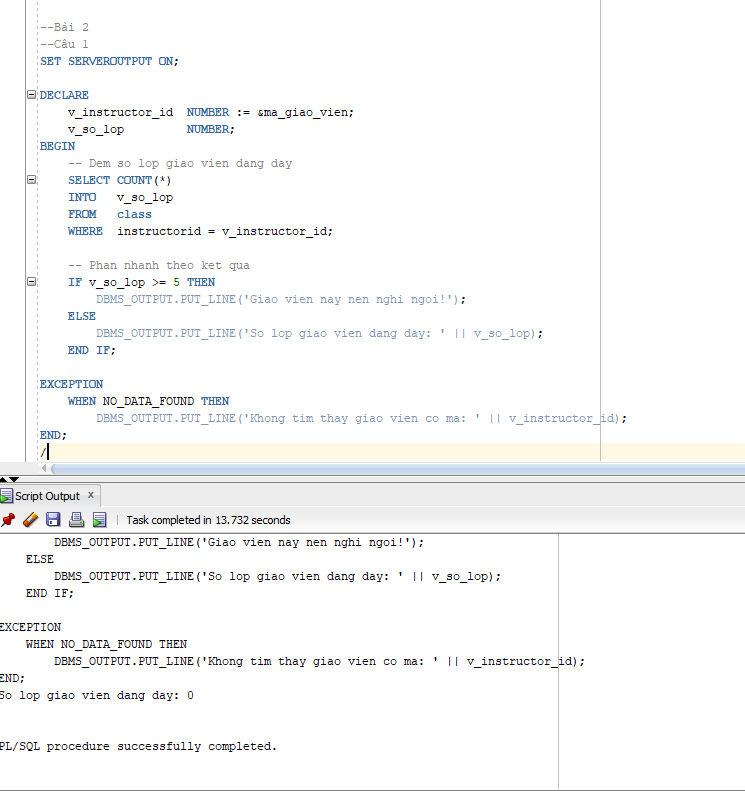 --Bài 2
--Câu 1
SET SERVEROUTPUT ON;
DECLARE
    v_instructor_id  NUMBER := &ma_giao_vien;
    v_so_lop         NUMBER;
BEGIN
    -- Dem so lop giao vien dang day
    SELECT COUNT(*)
    INTO   v_so_lop
    FROM   class
    WHERE  instructorid = v_instructor_id;
    -- Phan nhanh theo ket qua
    IF v_so_lop >= 5 THEN
        DBMS_OUTPUT.PUT_LINE('Giao vien nay nen nghi ngoi!');
    ELSE
        DBMS_OUTPUT.PUT_LINE('So lop giao vien dang day: ' || v_so_lop);
    END IF;
EXCEPTION
    WHEN NO_DATA_FOUND THEN
        DBMS_OUTPUT.PUT_LINE('Khong tim thay giao vien co ma: ' || v_instructor_id);
END;
/
Script Output x
Task completed in 13.732 seconds
        DBMS_OUTPUT.PUT_LINE('Giao vien nay nen nghi ngoi!');
    ELSE
        DBMS_OUTPUT.PUT_LINE('So lop giao vien dang day: ' || v_so_lop);
    END IF;
EXCEPTION
    WHEN NO_DATA_FOUND THEN
        DBMS_OUTPUT.PUT_LINE('Khong tim thay giao vien co ma: ' || v_instructor_id);
END;
So lop giao vien dang day: 0
PL/SQL procedure successfully completed.